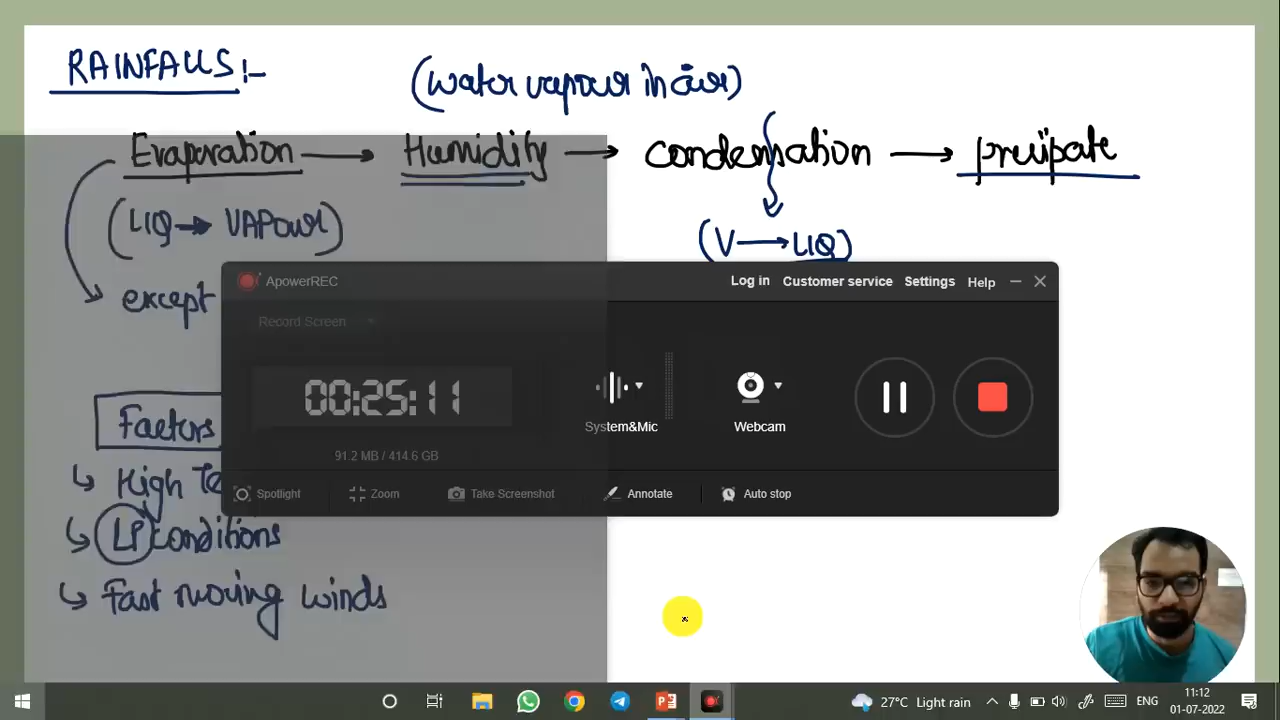 RAINFALLS:-
(water vapour in air)
Evaporation → Humidity → condensation → precipate
(LIQ → VAPOUR)
(V → LIQ)
except
ApowerREC
Log in Customer service Settings Help
Record Screen
00:25:11
System&Mic
Webcam
91.2 MB / 414.6 GB
Spotlight Zoom Take Screenshot Annotate Auto stop
Factors
High Te
LP conditions
Fast moving winds
27°C Light rain
ENG
11:12
01-07-2022